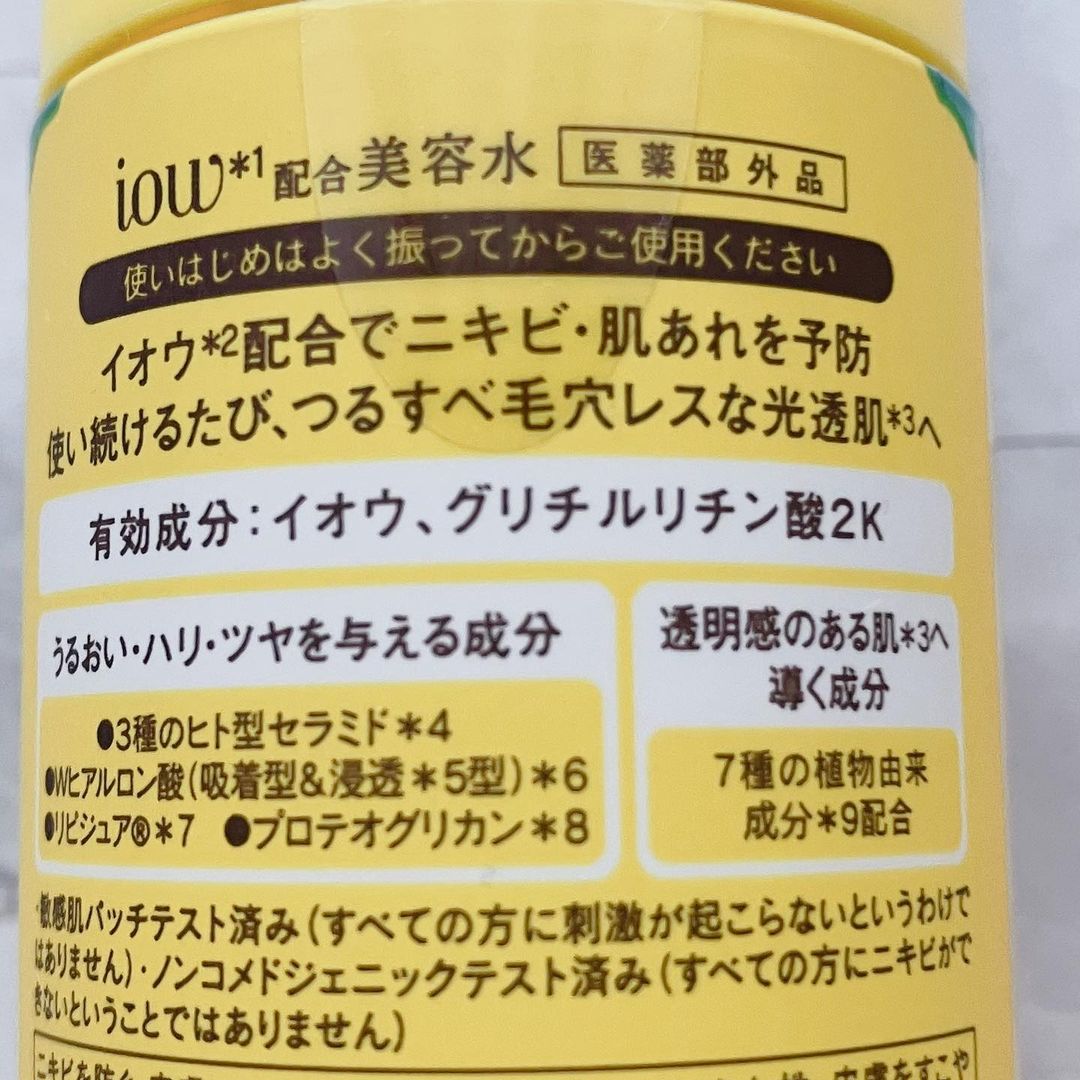 iow*1 配合美容水 医薬部外品
使いはじめはよく振ってからご使用ください
イオウ*2配合でニキビ・肌あれを予防
使い続けるたび、つるすべ毛穴レスな光透肌*3へ
有効成分：イオウ、グリチルリチン酸2K
うるおい・ハリ・ツヤを与える成分
●3種のヒト型セラミド*4
●Wヒアルロン酸(吸着型&浸透*5型)*6
●リピジュア®*7 ●プロテオグリカン*8
透明感のある肌*3へ
導く成分
7種の植物由来
成分*9配合
・敏感肌パッチテスト済み(すべての方に刺激が起こらないというわけで
はありません)・ノンコメドジェニックテスト済み(すべての方にニキビがで
きないということではありません)
ニキビを防ぐ 皮膚をすこや